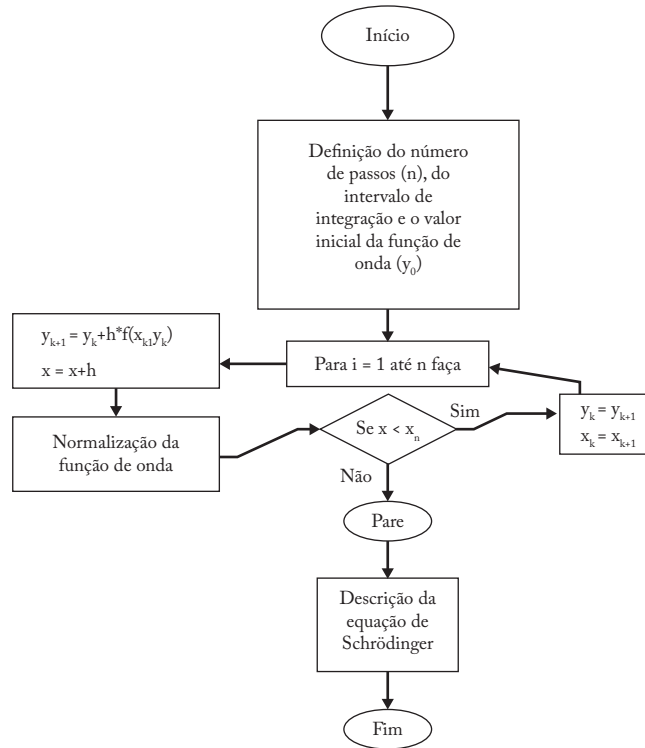 Início
Definição do número
de passos (n), do
intervalo de
integração e o valor
inicial da função de
onda (y₀)
Para i = 1 até n faça
yₖ₊₁ = yₖ+h*f(xₖ₁yₖ)
x = x+h
Normalização da
função de onda
Se x < xₙ
Sim
yₖ = yₖ₊₁
xₖ = xₖ₊₁
Não
Pare
Descrição da
equação de
Schrödinger
Fim